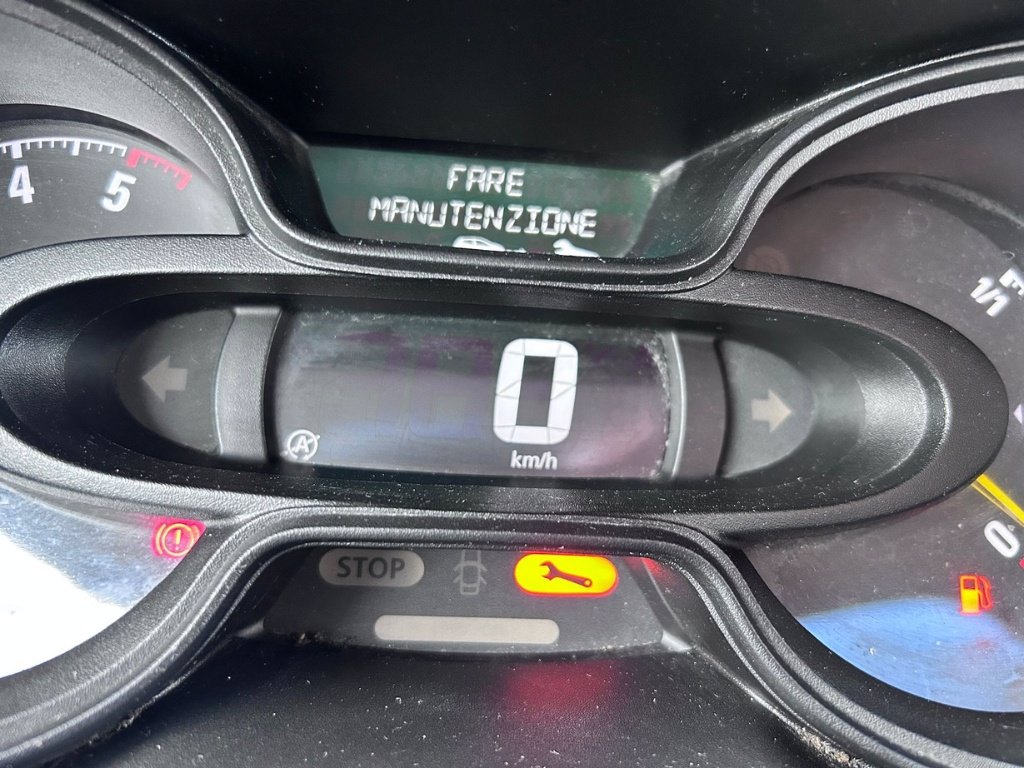 FARE
MANUTENZIONE
4 5
1/1
0
km/h
A
0
STOP